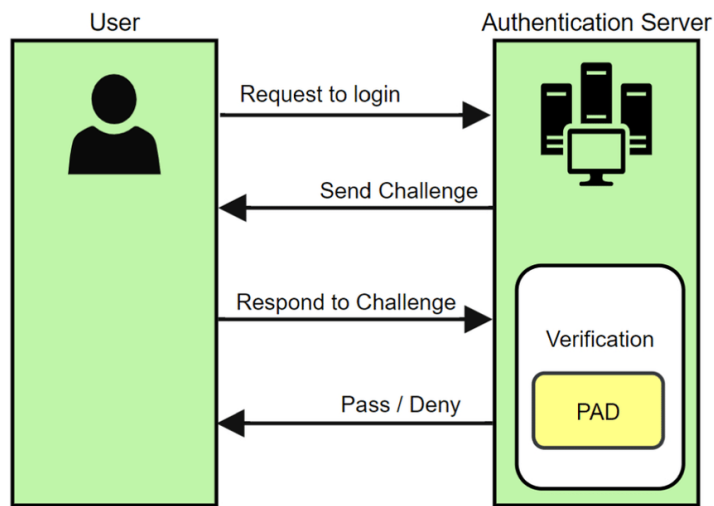 User
Authentication Server
Request to login
Send Challenge
Respond to Challenge
Verification
PAD
Pass / Deny